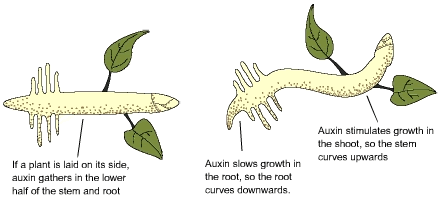 If a plant is laid on its side,
auxin gathers in the lower
half of the stem and root
Auxin slows growth in
the root, so the root
curves downwards.
Auxin stimulates growth in
the shoot, so the stem
curves upwards